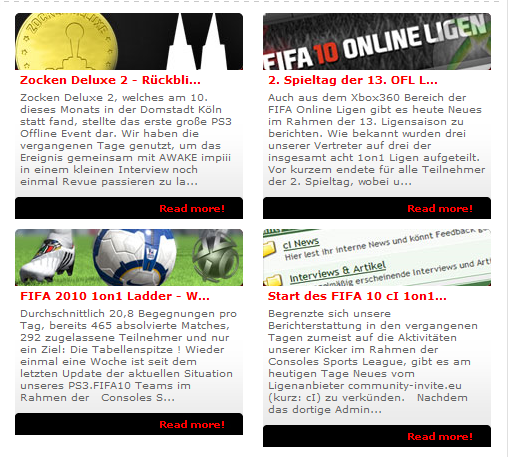 Zocken Deluxe 2 - Rückbli...
Zocken Deluxe 2, welches am 10.
dieses Monats in der Domstadt Köln
statt fand, stellte das erste große PS3
Offline Event dar. Wir haben die
vergangenen Tage genutzt, um das
Ereignis gemeinsam mit AWAKE impiii
in einem kleinen Interview noch
einmal Revue passieren zu la...
Read more!
FIFA 10 ONLINE LIGEN
2. Spieltag der 13. OFL L...
Auch aus dem Xbox360 Bereich der
FIFA Online Ligen gibt es heute Neues
im Rahmen der 13. Ligensaison zu
berichten. Wie bekannt wurden drei
unserer Vertreter auf drei der
insgesamt acht 1on1 Ligen aufgeteilt.
Vor kurzem endete für alle Teilnehmer
der 2. Spieltag, wobei u...
Read more!
FIFA 2010 1on1 Ladder - W...
Durchschnittlich 20,8 Begegnungen pro
Tag, bereits 465 absolvierte Matches,
292 zugelassene Teilnehmer und nur
ein Ziel: Die Tabellenspitze ! Wieder
einmal eine Woche ist seit dem
letzten Update der aktuellen Situation
unseres PS3.FIFA10 Teams im
Rahmen der Consoles S...
Read more!
cI News
Hier lest Ihr interne News und könnt Feedback
Interviews & Artikel
erscheinende Interviews und Artikel
Start des FIFA 10 cI 1on1...
Begrenzte sich unsere
Berichterstattung in den vergangenen
Tagen zumeist auf die Aktivitäten
unserer Kicker im Rahmen der
Consoles Sports League, gibt es am
heutigen Tage Neues vom
Ligenanbieter community-invite.eu
(kurz: cI) zu verkünden. Nachdem
das dortige Admin...
Read more!